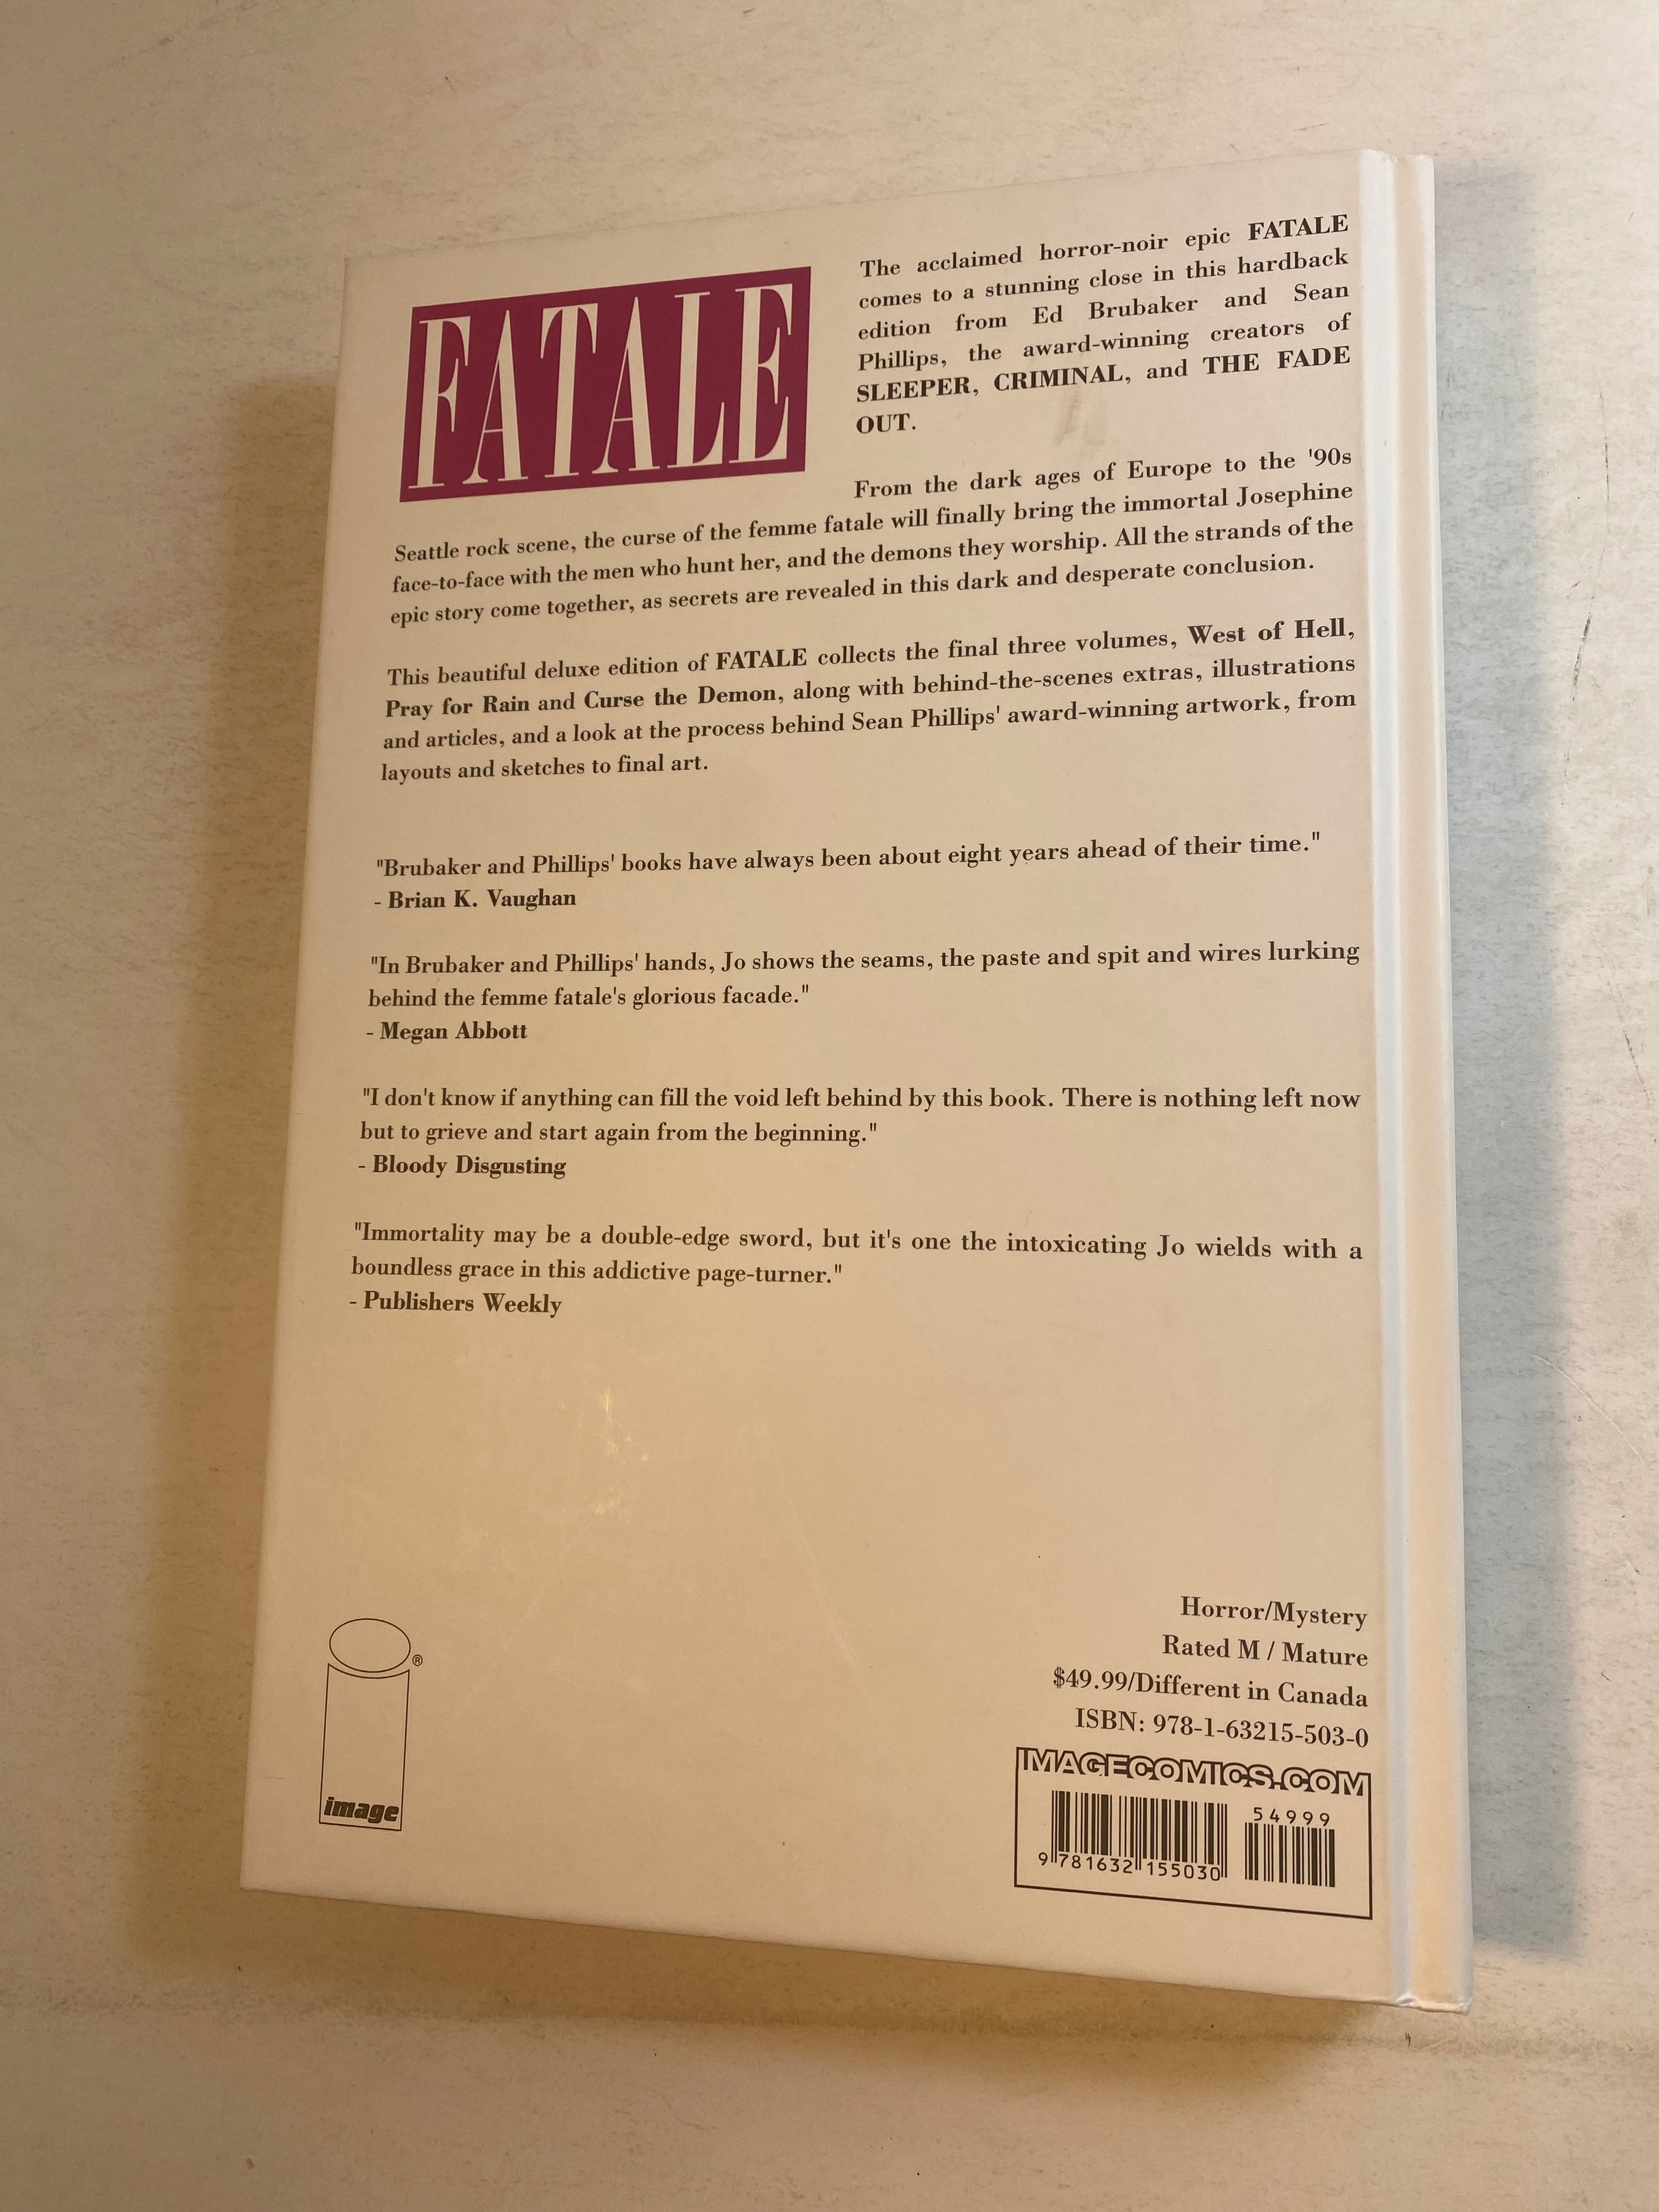 FATALE
The acclaimed horror-noir epic FATALE
comes to a stunning close in this hardback
edition from Ed Brubaker and Sean
Phillips, the award-winning creators of
SLEEPER, CRIMINAL, and THE FADE
OUT.
From the dark ages of Europe to the '90s
Seattle rock scene, the curse of the femme fatale will finally bring the immortal Josephine
face-to-face with the men who hunt her, and the demons they worship. All the strands of the
epic story come together, as secrets are revealed in this dark and desperate conclusion.
This beautiful deluxe edition of FATALE collects the final three volumes, West of Hell,
Pray for Rain and Curse the Demon, along with behind-the-scenes extras, illustrations
and articles, and a look at the process behind Sean Phillips' award-winning artwork, from
layouts and sketches to final art.
"Brubaker and Phillips' books have always been about eight years ahead of their time."
- Brian K. Vaughan
"In Brubaker and Phillips' hands, Jo shows the seams, the paste and spit and wires lurking
behind the femme fatale's glorious facade."
- Megan Abbott
"I don't know if anything can fill the void left behind by this book. There is nothing left now
but to grieve and start again from the beginning."
- Bloody Disgusting
"Immortality may be a double-edge sword, but it's one the intoxicating Jo wields with a
boundless grace in this addictive page-turner."
- Publishers Weekly
®
image
Horror/Mystery
Rated M / Mature
$49.99/Different in Canada
ISBN: 978-1-63215-503-0
IMAGECOMICS.COM
54999
9 781632 155030